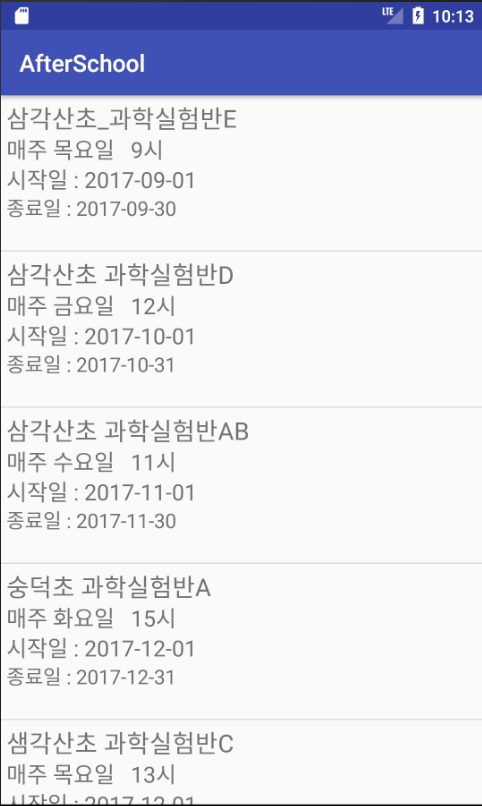 LTE 10:13
AfterSchool
삼각산초_과학실험반E
매주 목요일 9시
시작일 : 2017-09-01
종료일 : 2017-09-30
삼각산초 과학실험반D
매주 금요일 12시
시작일 : 2017-10-01
종료일 : 2017-10-31
삼각산초 과학실험반AB
매주 수요일 11시
시작일 : 2017-11-01
종료일 : 2017-11-30
숭덕초 과학실험반A
매주 화요일 15시
시작일 : 2017-12-01
종료일 : 2017-12-31
샘각산초 과학실험반C
매주 목요일 13시
시작일 : 2017-12-01